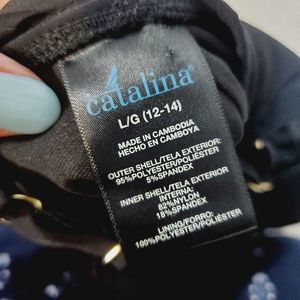 catalina®
L/G (12-14)
MADE IN CAMBODIA
HECHO EN CAMBOYA
OUTER SHELL/TELA EXTERIOR:
95%POLYESTER/POLIÉSTER
5%SPANDEX
INNER SHELL/TELA EXTERIOR
INTERNA:
82%NYLON
18%SPANDEX
LINING/FORRO:
100%POLYESTER/POLIÉSTER